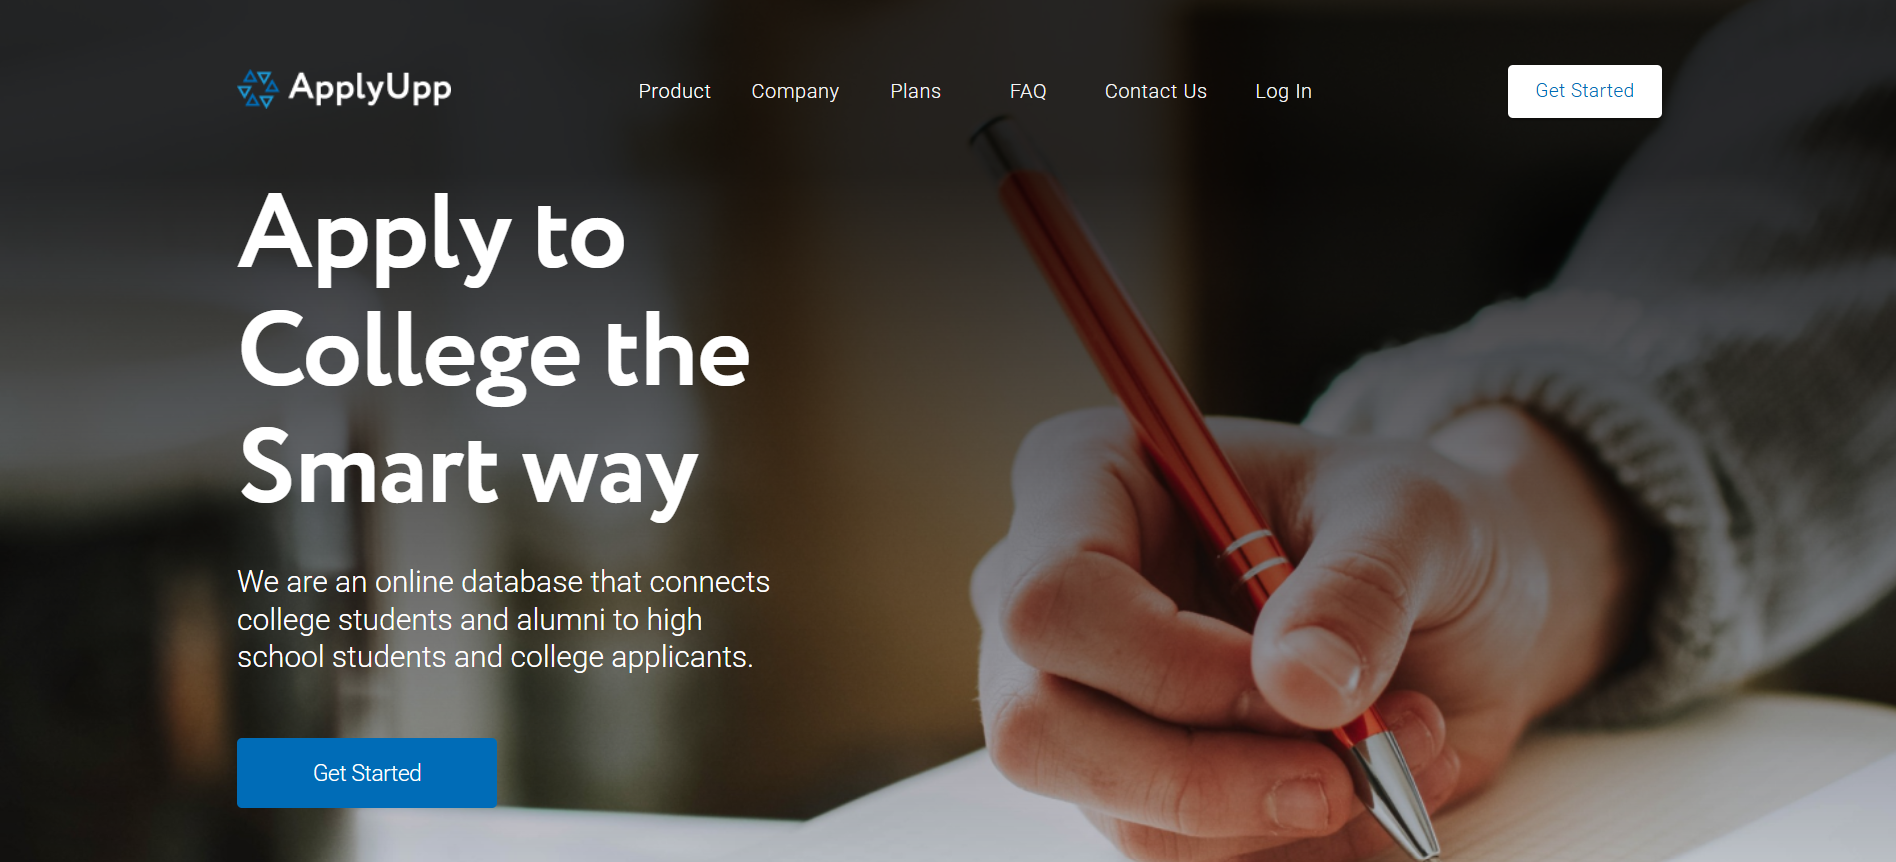 ApplyUpp
Product Company Plans FAQ Contact Us Log In
Get Started
Apply to
College the
Smart way
We are an online database that connects
college students and alumni to high
school students and college applicants.
Get Started